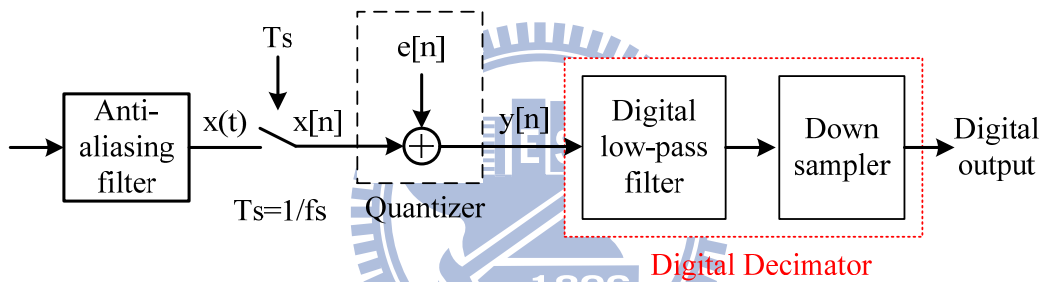 Anti-
aliasing
filter
x(t)
Ts
x[n]
Ts=1/fs
e[n]
Quantizer
y[n]
Digital
low-pass
filter
Down
sampler
Digital
output
Digital Decimator